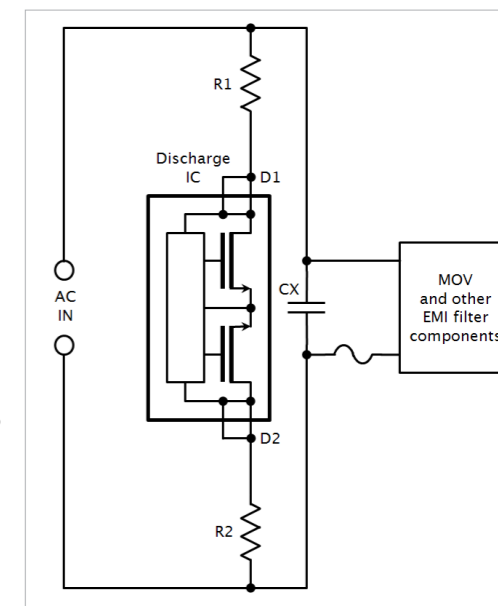 R1
Discharge
IC
D1
AC
IN
CX
MOV
and other
EMI filter
components
D2
R2